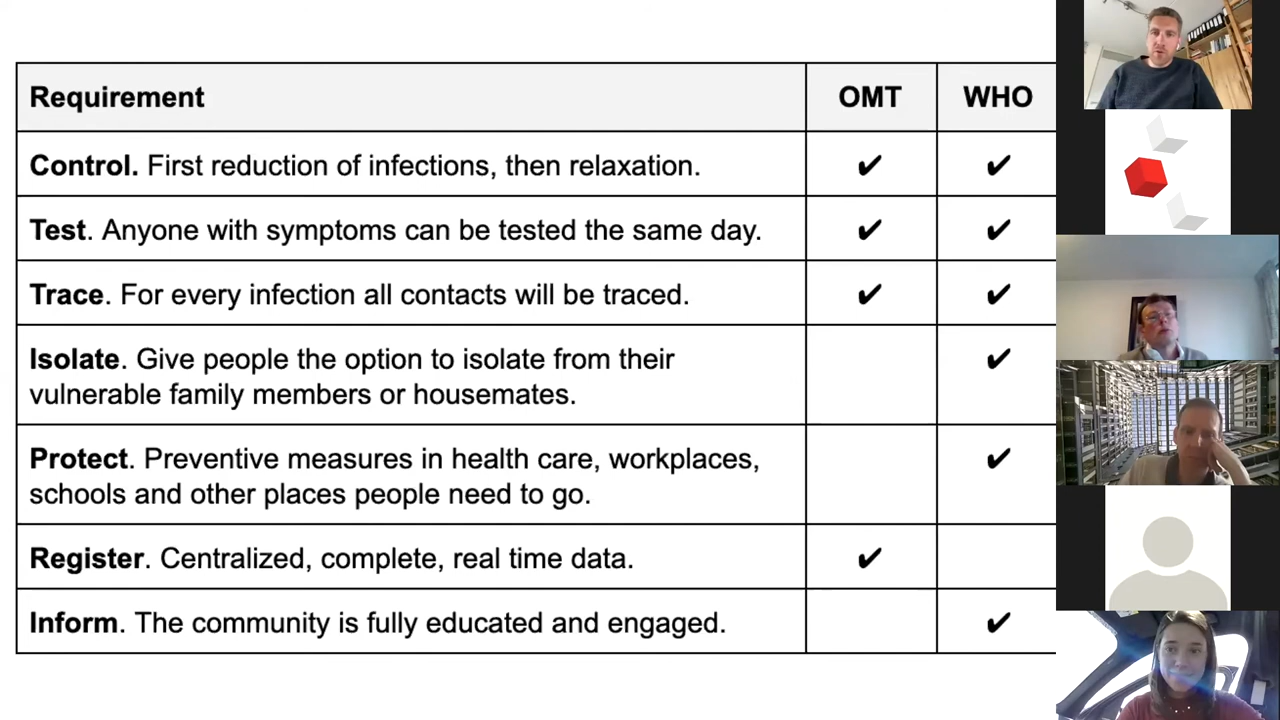 Requirement OMT WHO
Control. First reduction of infections, then relaxation. ✔ ✔
Test. Anyone with symptoms can be tested the same day. ✔ ✔
Trace. For every infection all contacts will be traced. ✔ ✔
Isolate. Give people the option to isolate from their
vulnerable family members or housemates. ✔
Protect. Preventive measures in health care, workplaces,
schools and other places people need to go. ✔
Register. Centralized, complete, real time data. ✔
Inform. The community is fully educated and engaged. ✔